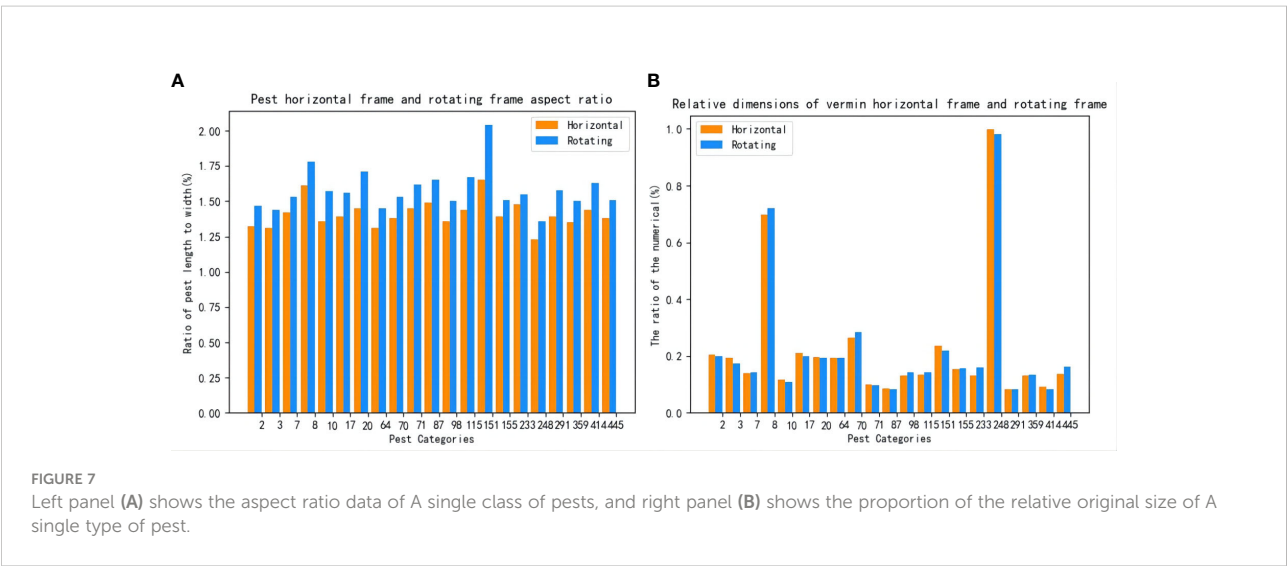 A
Pest horizontal frame and rotating frame aspect ratio
Ratio of pest length to width(%)
2.00
1.75
1.50
1.25
1.00
0.75
0.50
0.25
0.00
Horizontal
Rotating
2 3 7 8 10 17 20 64 70 71 87 98 115 151 155 233 248 291 359 414 445
Pest Categories
B
Relative dimensions of vermin horizontal frame and rotating frame
The ratio of the numerical(%)
1.0
0.8
0.6
0.4
0.2
0.0
Horizontal
Rotating
2 3 7 8 10 17 20 64 70 71 87 98 115 151 155 233 248 291 359 414 445
Pest Categories
FIGURE 7
Left panel (A) shows the aspect ratio data of A single class of pests, and right panel (B) shows the proportion of the relative original size of A
single type of pest.